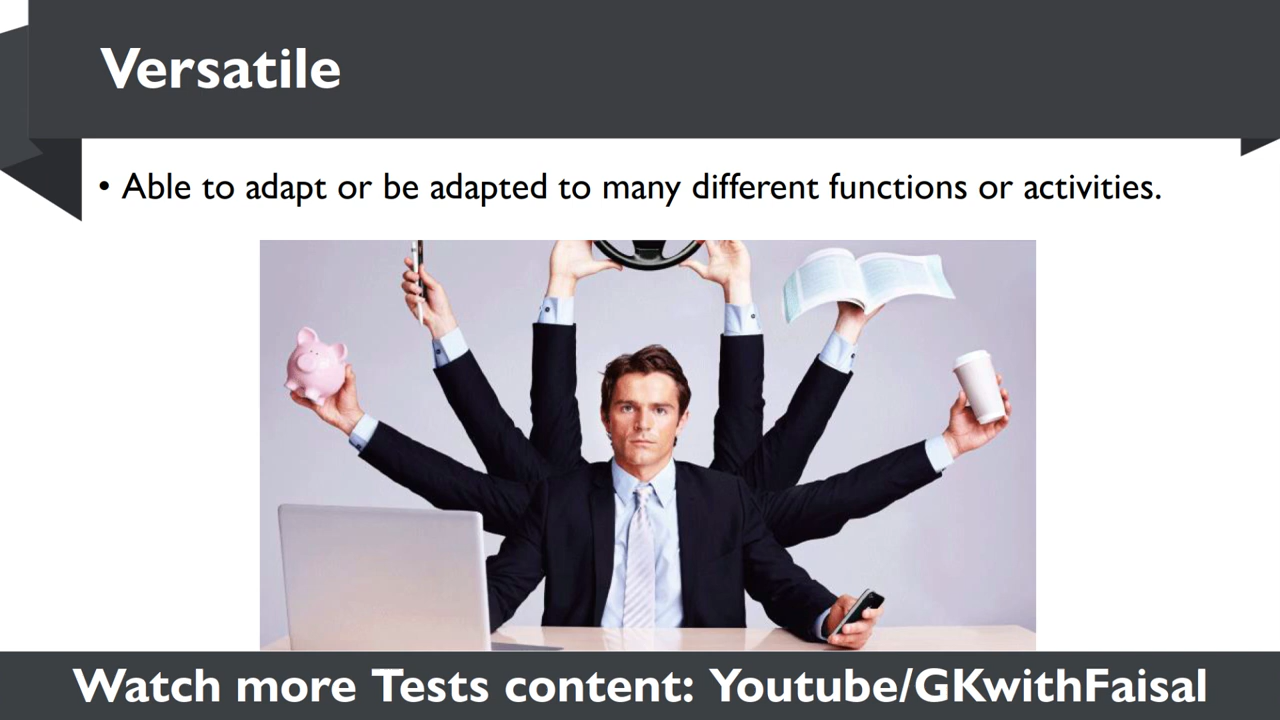 Versatile
• Able to adapt or be adapted to many different functions or activities.
Watch more Tests content: Youtube/GKwithFaisal